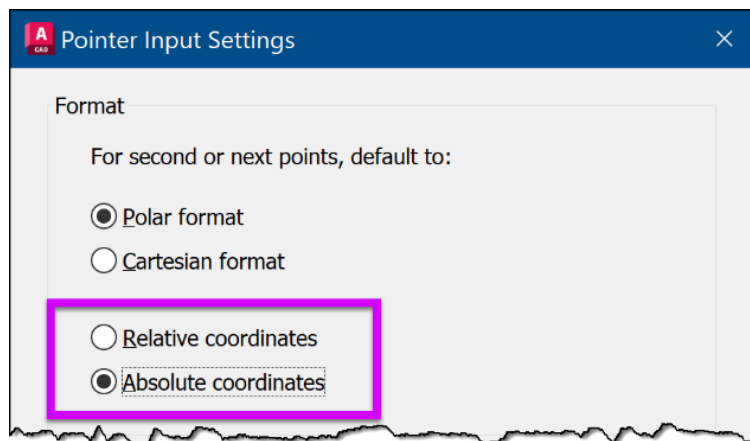 A
CAD
Pointer Input Settings
Format
For second or next points, default to:
Polar format
Cartesian format
Relative coordinates
Absolute coordinates